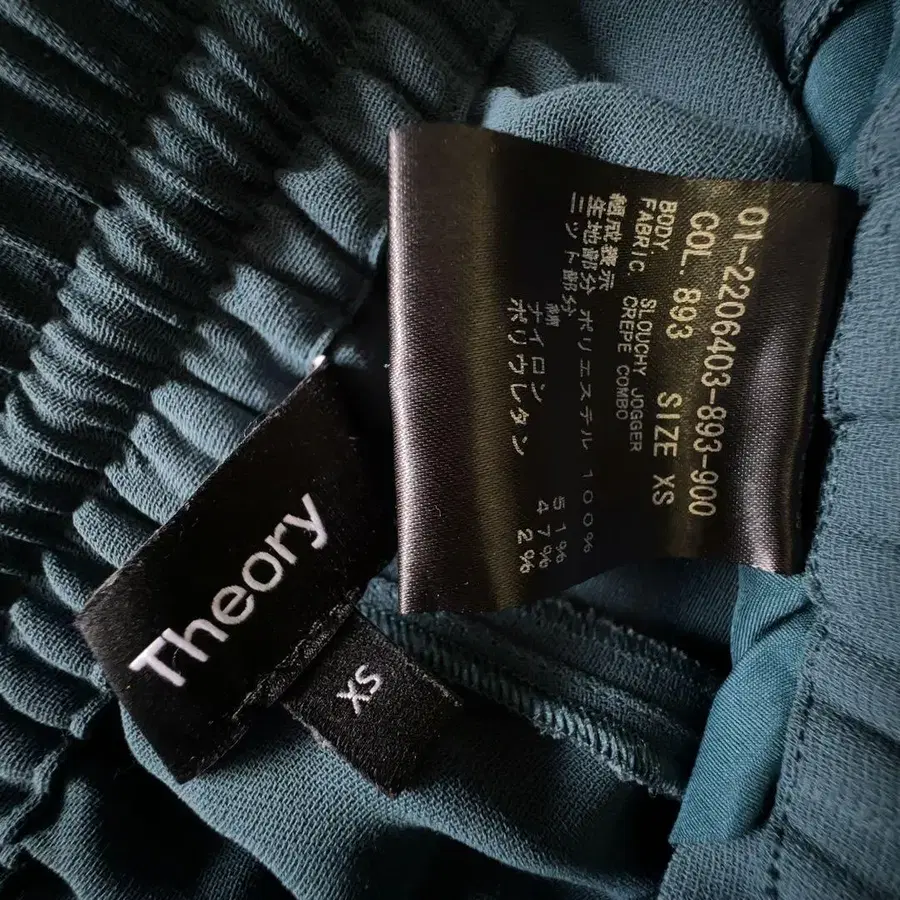 01-2206403-893-900
COL. 893 SIZE XS
BODY SLOUCHY JOGGER
FABRIC CREPE COMBO
組成表示
生地部分 ポリエステル 100%
ニット部分 綿 51%
ナイロン 47%
ポリウレタン 2%
Theory
XS